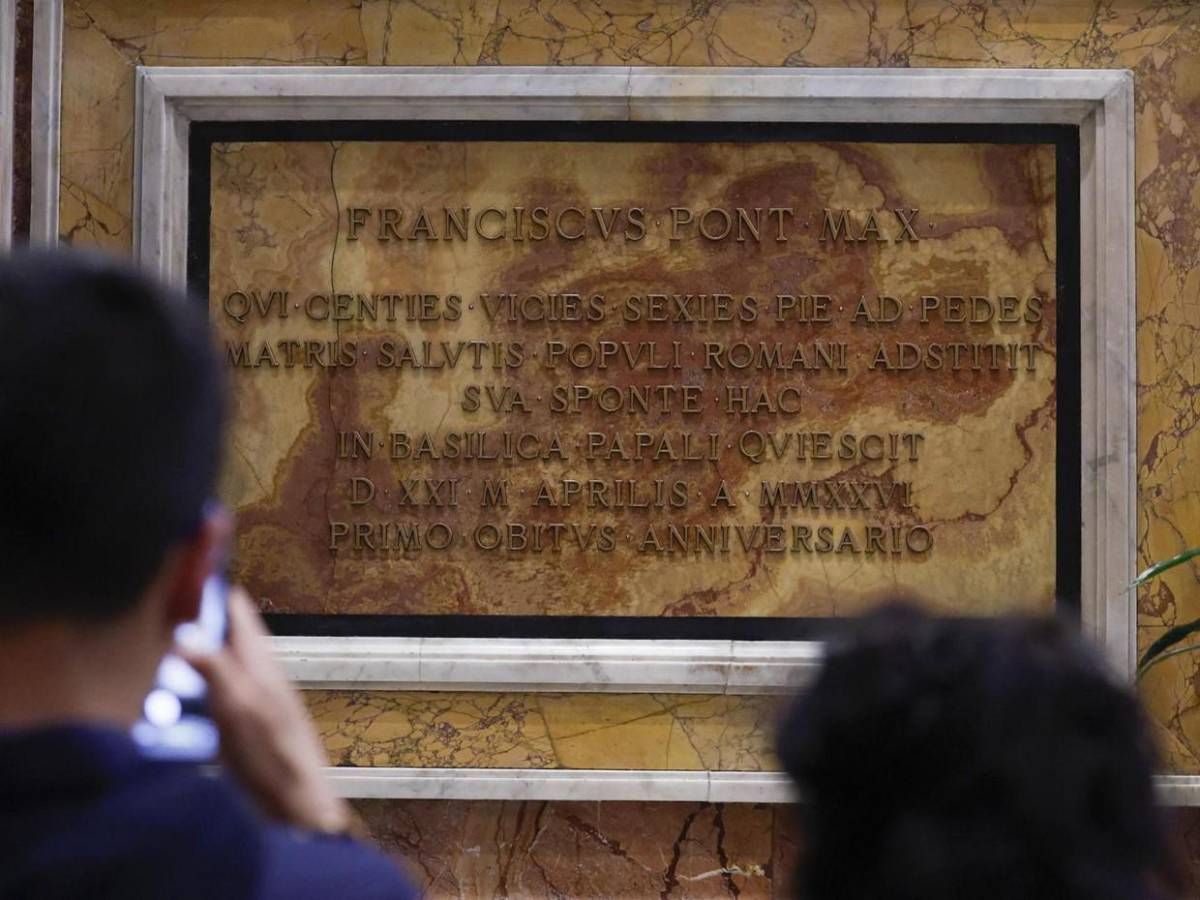 FRANCISCVS · PONT · MAX ·
QVI · CENTIES · VICIES · SEXIES · PIE · AD · PEDES
MATRIS · SALVTIS · POPVLI · ROMANI · ADSTITIT
SVA · SPONTE · HAC
IN · BASILICA · PAPALI · QVIESCIT
D · XXI · M · APRILIS · A · MMXXVI
PRIMO · OBITVS · ANNIVERSARIO